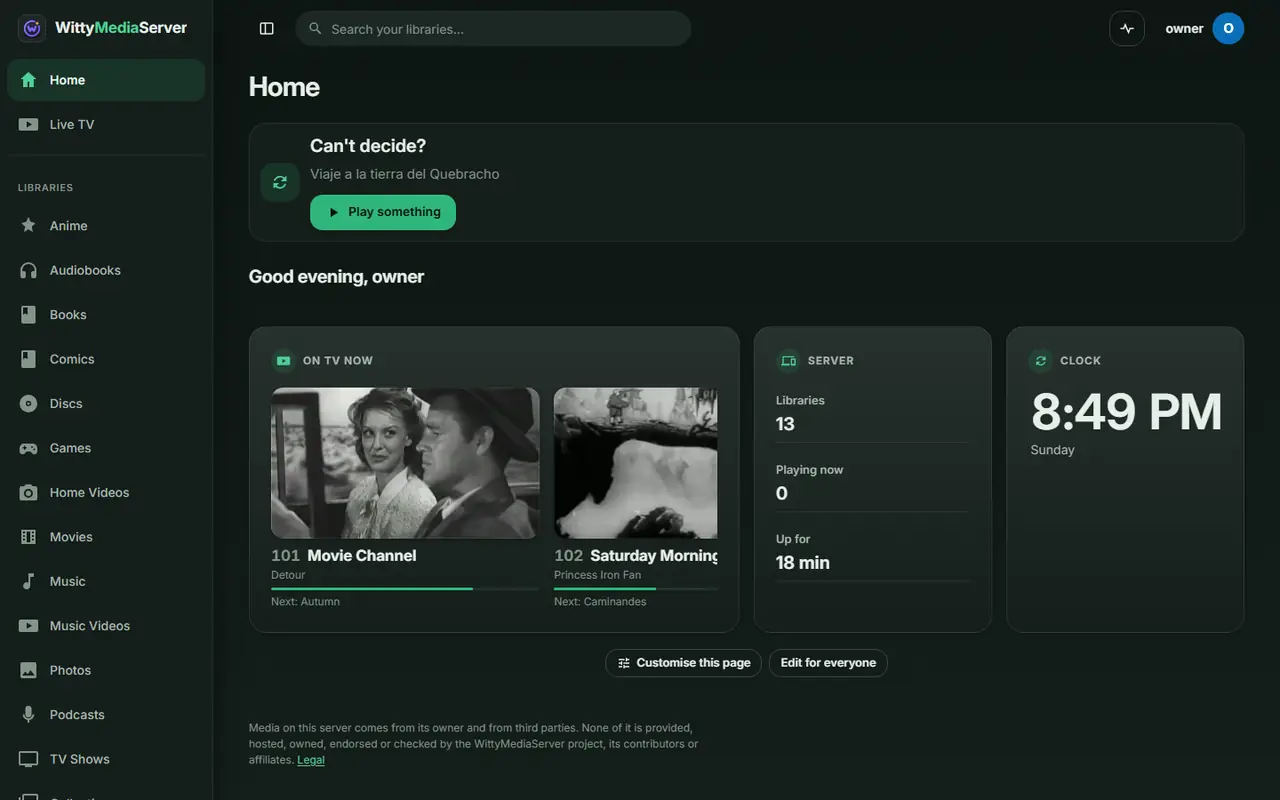 WittyMediaServer
Search your libraries...
owner
O
Home
Live TV
LIBRARIES
Anime
Audiobooks
Books
Comics
Discs
Games
Home Videos
Movies
Music
Music Videos
Photos
Podcasts
TV Shows
Home
Can't decide?
Viaje a la tierra del Quebracho
Play something
Good evening, owner
ON TV NOW
101 Movie Channel
Detour
Next: Autumn
102 Saturday Morning
Princess Iron Fan
Next: Caminandes
SERVER
Libraries
13
Playing now
0
Up for
18 min
CLOCK
8:49 PM
Sunday
Customise this page
Edit for everyone
Media on this server comes from its owner and from third parties. None of it is provided,
hosted, owned, endorsed or checked by the WittyMediaServer project, its contributors or
affiliates. Legal